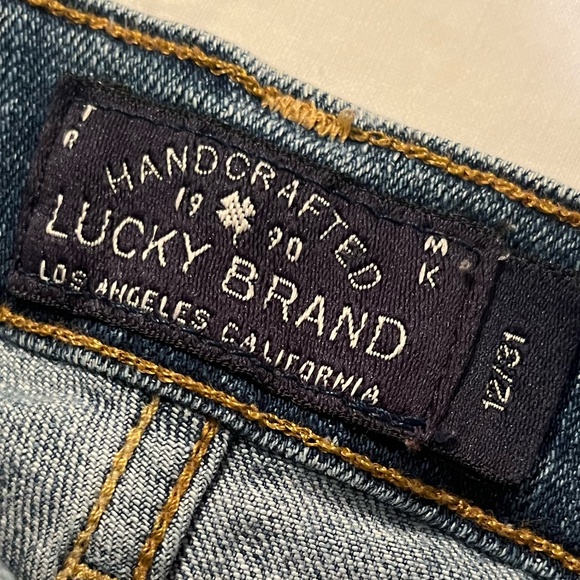 TR MK
HANDCRAFTED
19 90
LUCKY BRAND
LOS ANGELES CALIFORNIA
12/31